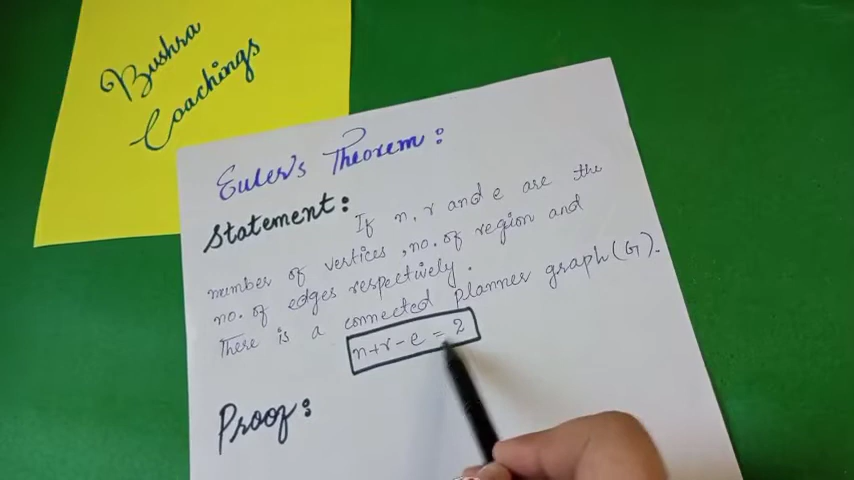 Bushra
Coachings
Euler's Theorem:
Statement:
If n, r and e are the
number of vertices, no. of region and
no. of edges respectively.
There is a connected planner graph (G).
n+r-e=2
Proof: